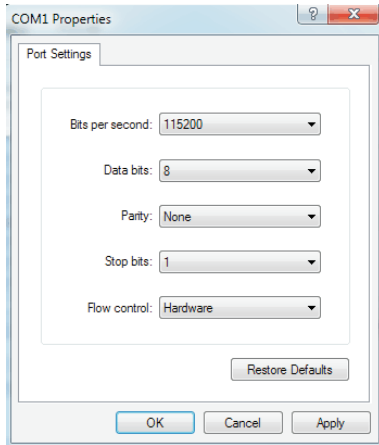 COM1 Properties
Port Settings
Bits per second: 115200
Data bits: 8
Parity: None
Stop bits: 1
Flow control: Hardware
Restore Defaults
OK Cancel Apply